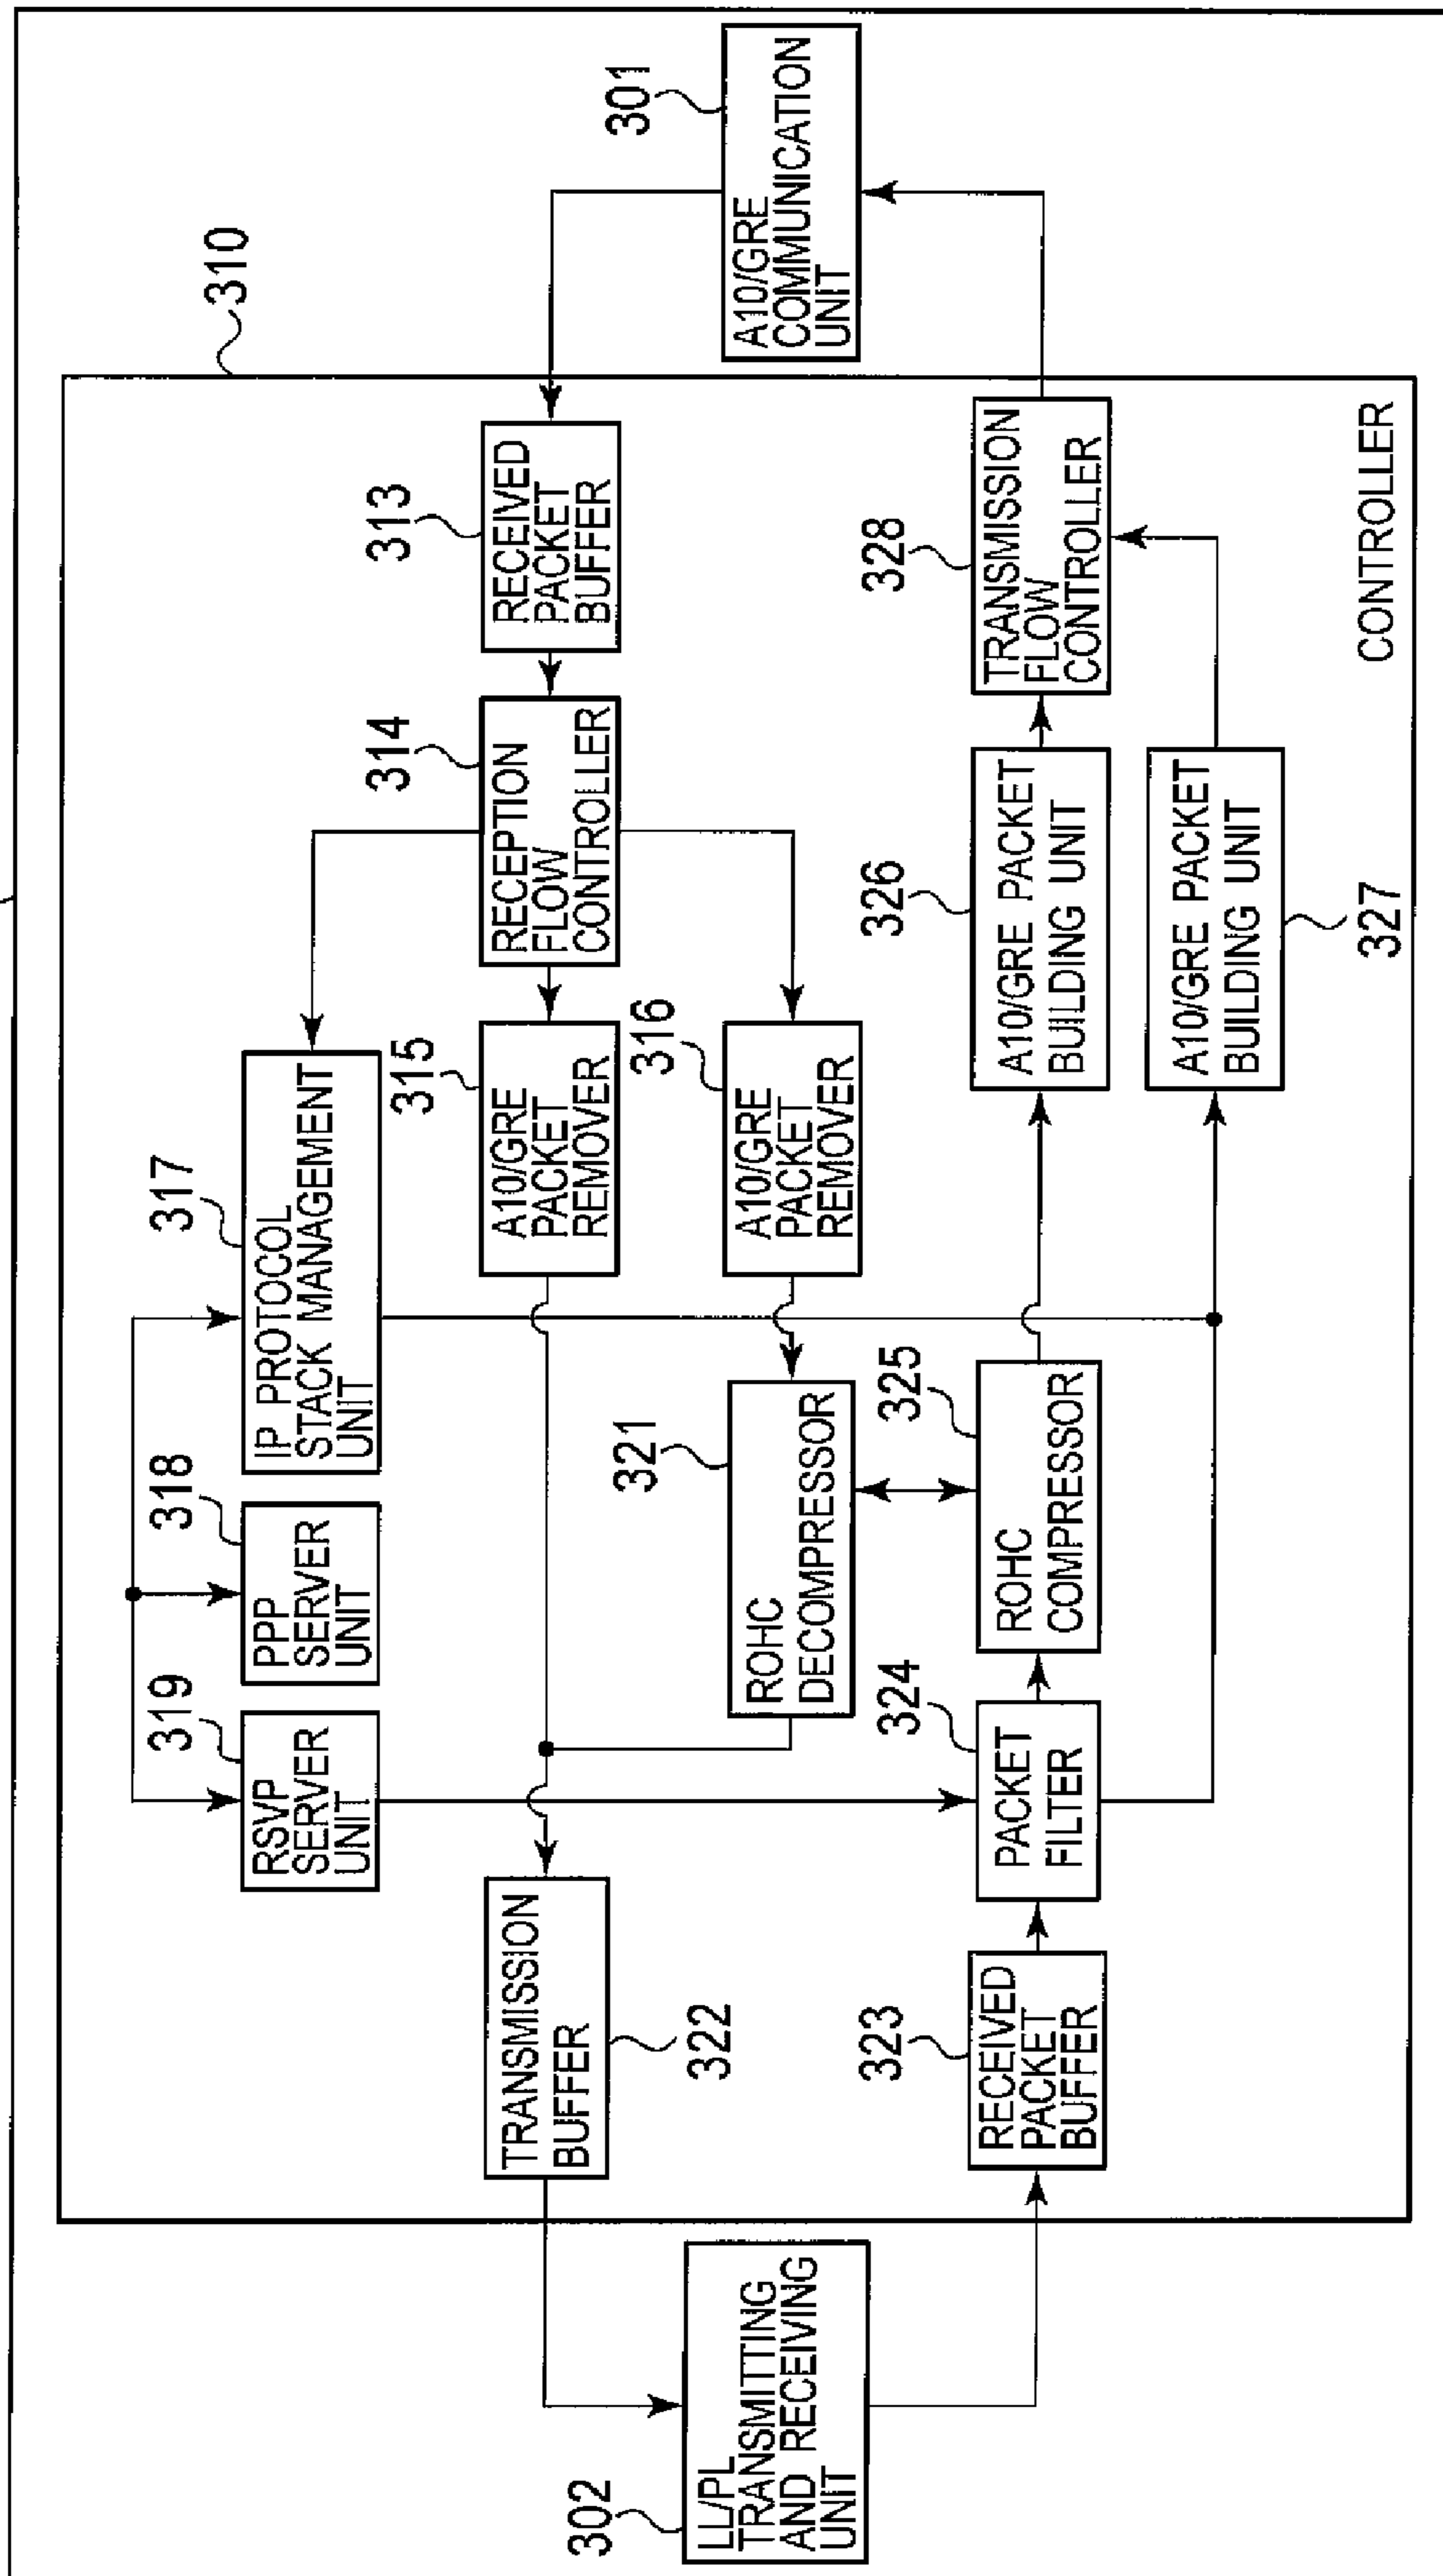 310
301
A10/GRE
COMMUNICATION
UNIT
313
RECEIVED
PACKET
BUFFER
314
RECEPTION
FLOW
CONTROLLER
315
A10/GRE
PACKET
REMOVER
316
A10/GRE
PACKET
REMOVER
317
IP PROTOCOL
STACK MANAGEMENT
UNIT
318
PPP
SERVER
UNIT
319
RSVP
SERVER
UNIT
321
ROHC
DECOMPRESSOR
322
TRANSMISSION
BUFFER
302
LL/PL
TRANSMITTING
AND RECEIVING
UNIT
323
RECEIVED
PACKET
BUFFER
324
PACKET
FILTER
325
ROHC
COMPRESSOR
326
A10/GRE PACKET
BUILDING UNIT
327
A10/GRE PACKET
BUILDING UNIT
328
TRANSMISSION
FLOW
CONTROLLER
CONTROLLER